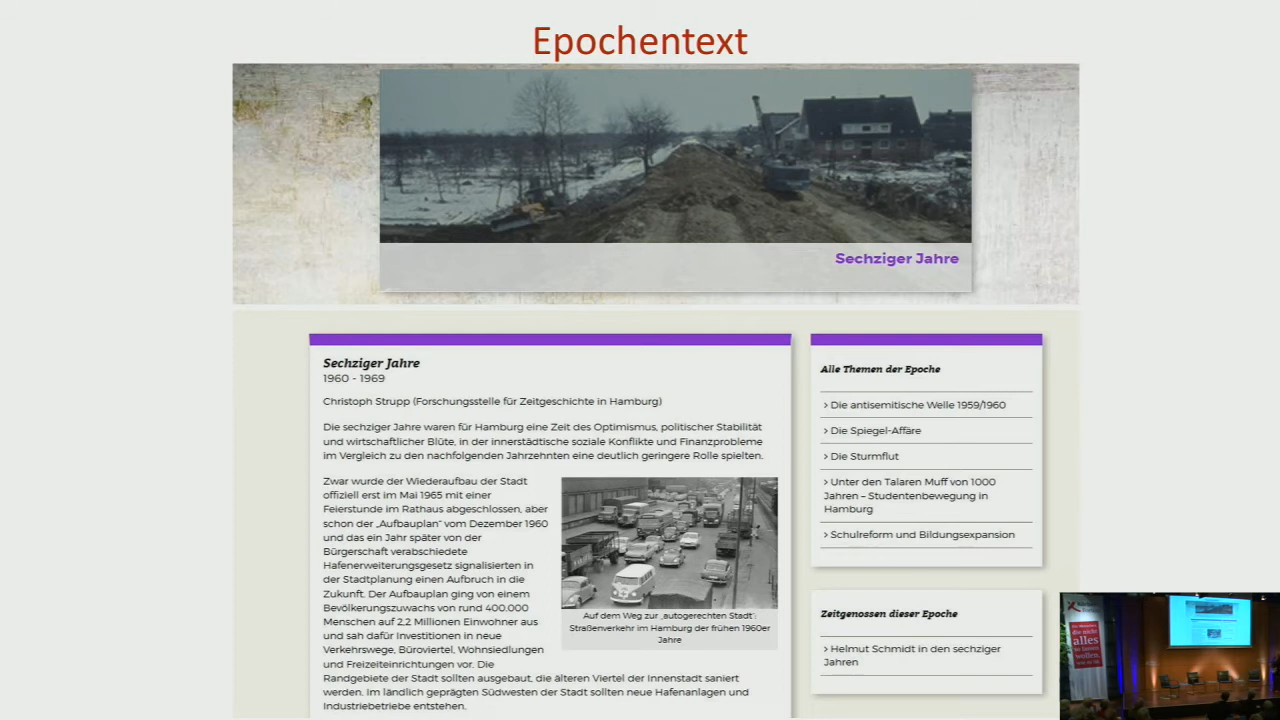 Epochentext
Sechziger Jahre
Sechziger Jahre
1960 - 1969
Christoph Strupp (Forschungsstelle für Zeitgeschichte in Hamburg)
Die sechziger Jahre waren für Hamburg eine Zeit des Optimismus, politischer Stabilität
und wirtschaftlicher Blüte, in der innerstädtische soziale Konflikte und Finanzprobleme
im Vergleich zu den nachfolgenden Jahrzehnten eine deutlich geringere Rolle spielten.
Zwar wurde der Wiederaufbau der Stadt
offiziell erst im Mai 1965 mit einer
Feierstunde im Rathaus abgeschlossen, aber
schon der „Aufbauplan" vom Dezember 1960
und das ein Jahr später von der
Bürgerschaft verabschiedete
Hafenerweiterungsgesetz signalisierten in
der Stadtplanung einen Aufbruch in die
Zukunft. Der Aufbauplan ging von einem
Bevölkerungszuwachs von rund 400.000
Menschen auf 2,2 Millionen Einwohner aus
und sah dafür Investitionen in neue
Verkehrswege, Büroviertel, Wohnsiedlungen
und Freizeiteinrichtungen vor. Die
Randgebiete der Stadt sollten ausgebaut, die älteren Viertel der Innenstadt saniert
werden. Im ländlich geprägten Südwesten der Stadt sollten neue Hafenanlagen und
Industriebetriebe entstehen.
Auf dem Weg zur „autogerechten Stadt":
Straßenverkehr im Hamburg der frühen 1960er
Jahre
Alle Themen der Epoche
› Die antisemitische Welle 1959/1960
› Die Spiegel-Affäre
› Die Sturmflut
› Unter den Talaren Muff von 1000
Jahren – Studentenbewegung in
Hamburg
› Schulreform und Bildungsexpansion
Zeitgenossen dieser Epoche
› Helmut Schmidt in den sechziger
Jahren
die nicht
alles
so lassen
wollen,